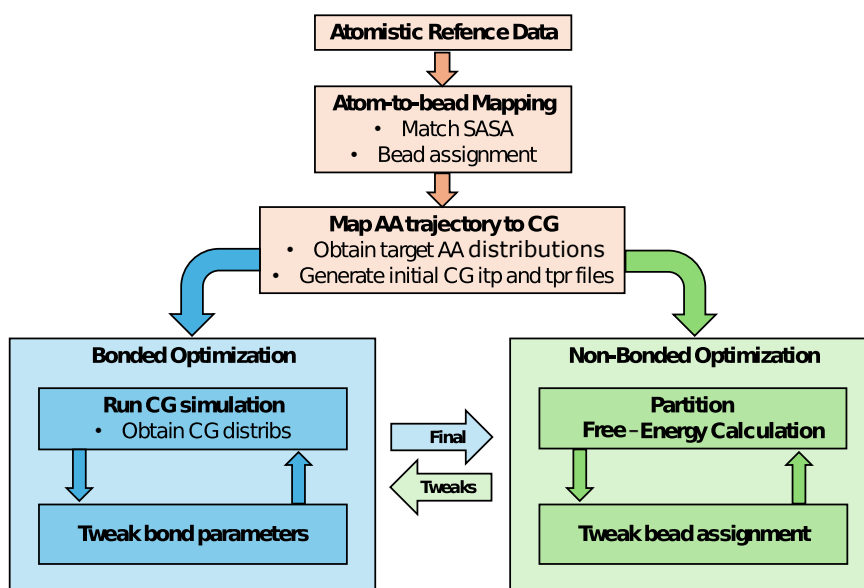 Atomistic Refence Data
Atom-to-bead Mapping
• Match SASA
• Bead assignment
Map AA trajectory to CG
• Obtain target AA distributions
• Generate initial CG itp and tpr files
Bonded Optimization
Run CG simulation
• Obtain CG distribs
Tweak bond parameters
Final
Tweaks
Non-Bonded Optimization
Partition
Free–Energy Calculation
Tweak bead assignment